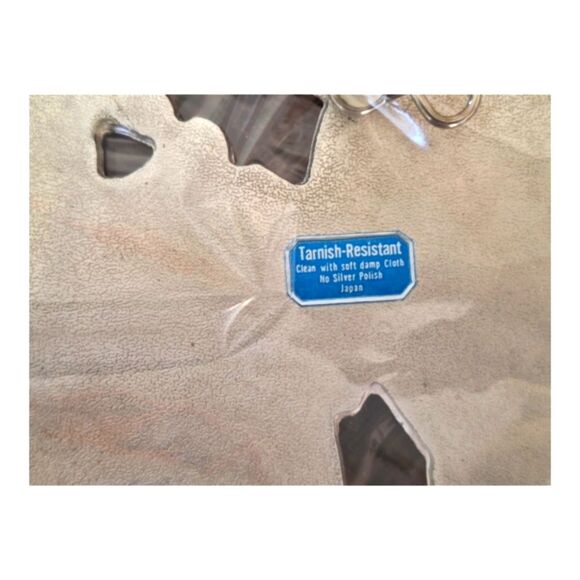 Tarnish-Resistant
Clean with soft damp Cloth
No Silver Polish
Japan